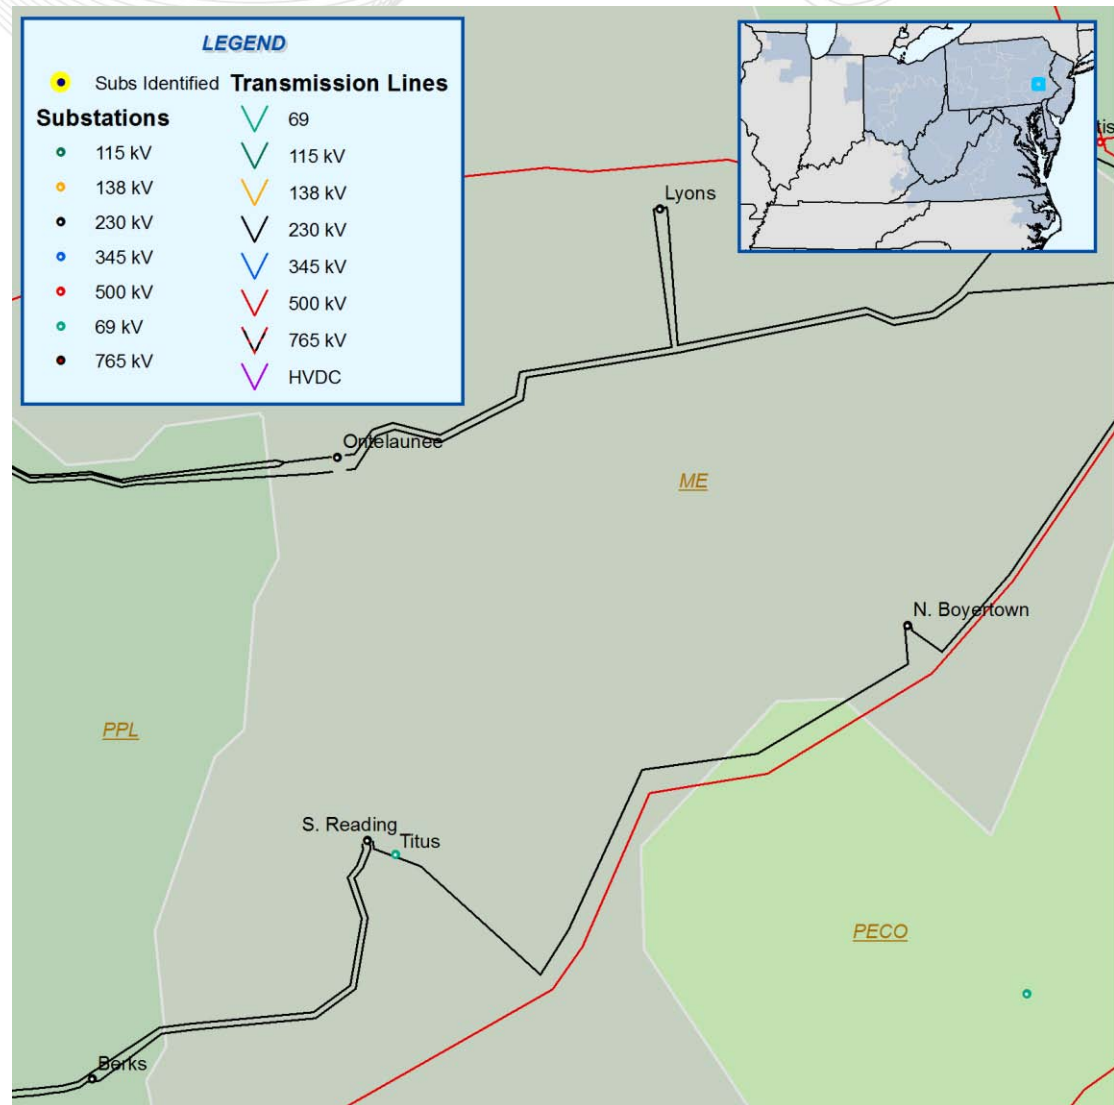 LEGEND
Subs Identified
Substations
115 kV
138 kV
230 kV
345 kV
500 kV
69 kV
765 kV
Transmission Lines
69
115 kV
138 kV
230 kV
345 kV
500 kV
765 kV
HVDC
Lyons
Ontelaunee
ME
N. Boyertown
PPL
S. Reading
Titus
PECO
Berks